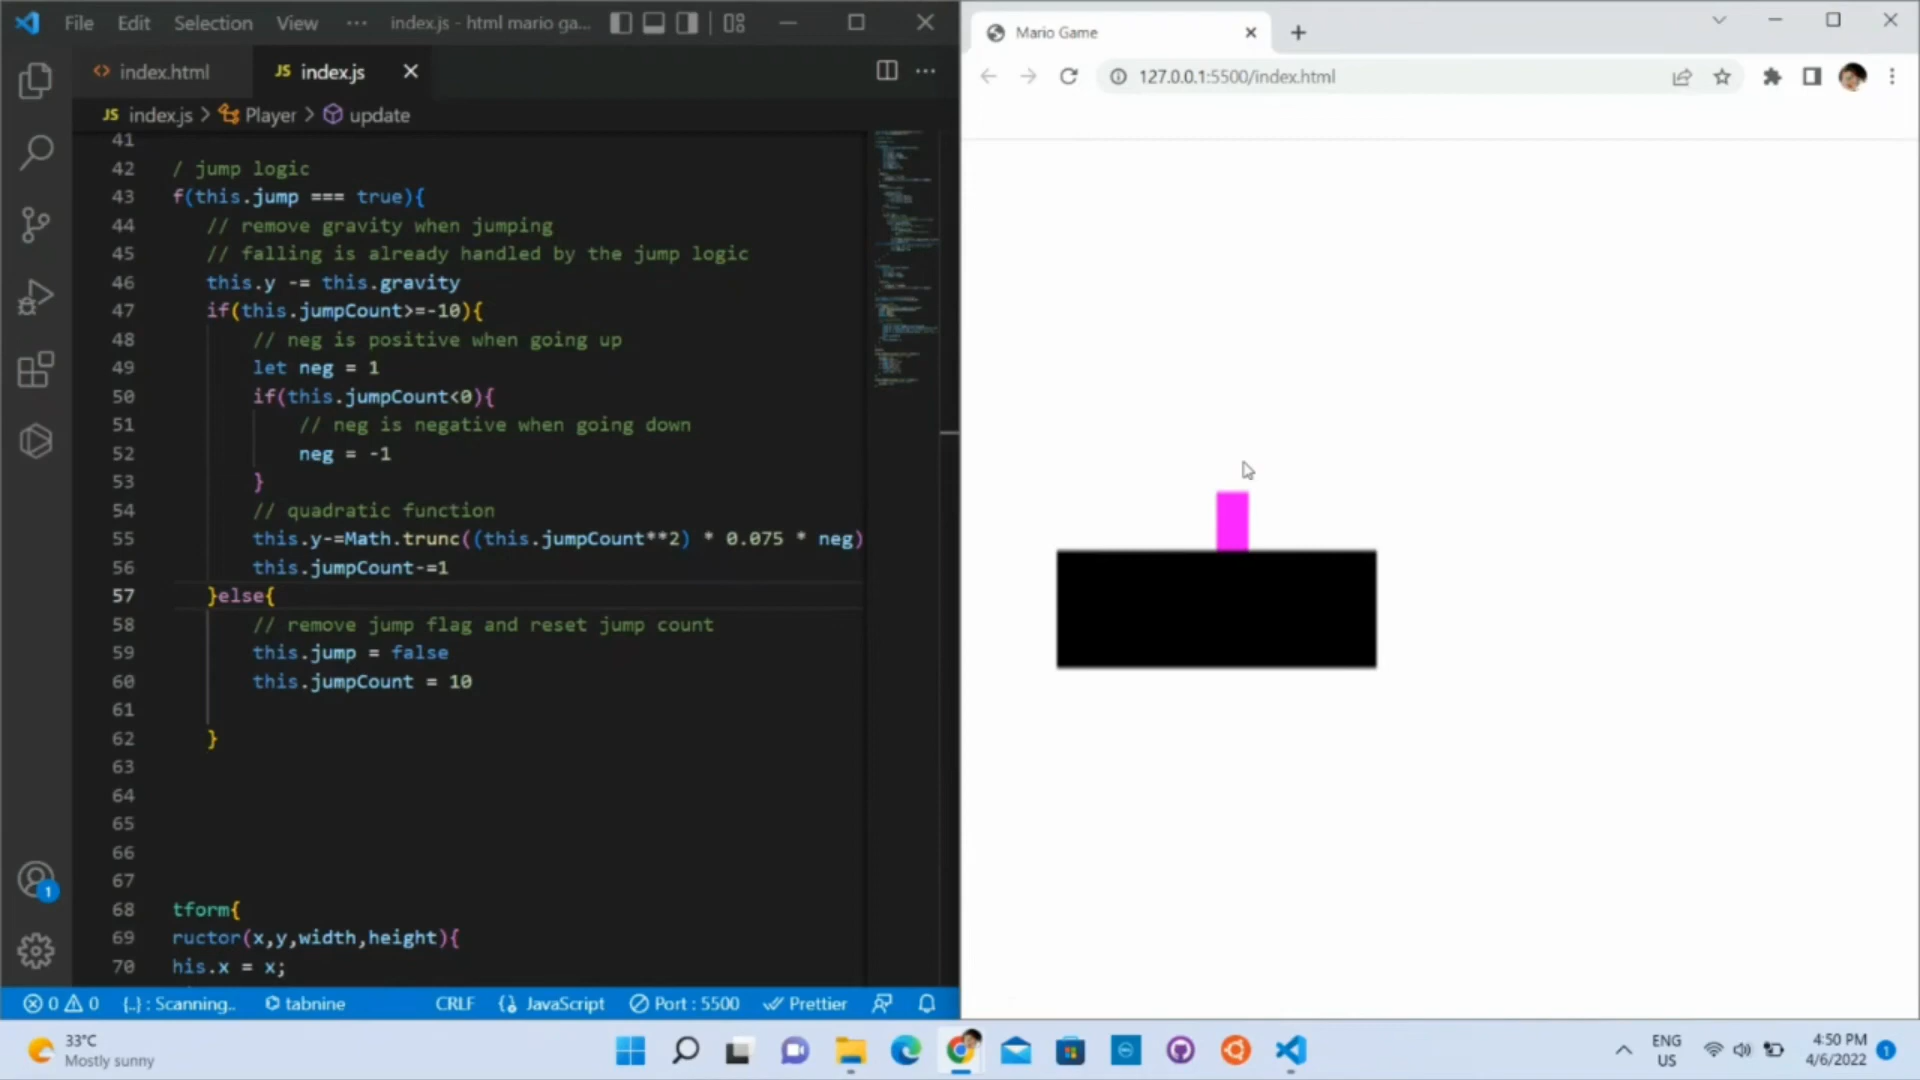 File Edit Selection View ··· index.js - html mario ga...
index.html JS index.js
JS index.js > Player > update
41
42 / jump logic
43 f(this.jump === true){
44 // remove gravity when jumping
45 // falling is already handled by the jump logic
46 this.y -= this.gravity
47 if(this.jumpCount>=-10){
48 // neg is positive when going up
49 let neg = 1
50 if(this.jumpCount<0){
51 // neg is negative when going down
52 neg = -1
53 }
54 // quadratic function
55 this.y-=Math.trunc((this.jumpCount**2) * 0.075 * neg)
56 this.jumpCount-=1
57 }else{
58 // remove jump flag and reset jump count
59 this.jump = false
60 this.jumpCount = 10
61
62 }
63
64
65
66
67
68 tform{
69 ructor(x,y,width,height){
70 his.x = x;
1
0 0 {..} : Scanning.. tabnine CRLF JavaScript Port : 5500 Prettier
Mario Game
127.0.0.1:5500/index.html
33°C
Mostly sunny
ENG
US
4:50 PM
4/6/2022
1